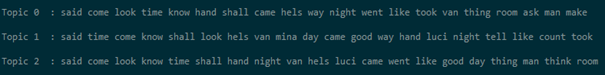 Topic 0  : said come look time know hand shall came hels way night went like took van thing room ask man make
Topic 1  : said time come know shall look hels van mina day came good way hand luci night tell like count took
Topic 2  : said come look know time shall hand night van hels luci came went like good day thing man think room